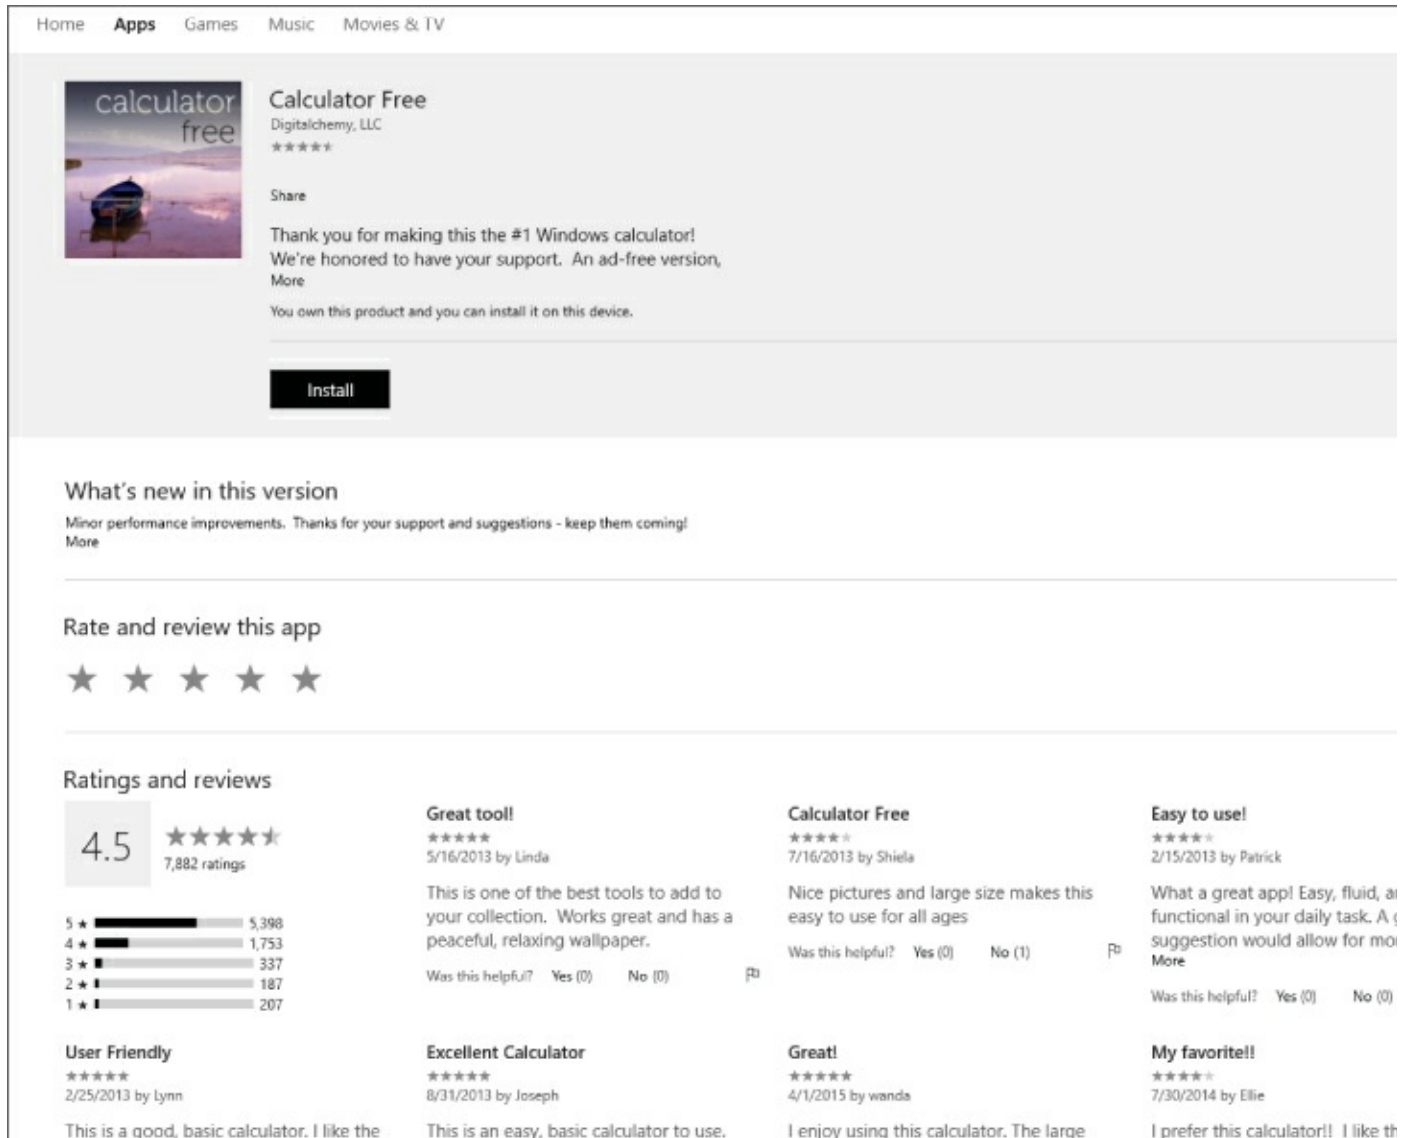 Home Apps Games Music Movies & TV
calculator
free
Calculator Free
Digitalchemy, LLC
★★★★★
Share
Thank you for making this the #1 Windows calculator!
We're honored to have your support. An ad-free version,
More
You own this product and you can install it on this device.
Install
What's new in this version
Minor performance improvements. Thanks for your support and suggestions - keep them coming!
More
Rate and review this app
★ ★ ★ ★ ★
Ratings and reviews
4.5
★★★★★
7,882 ratings
5 ★ 5,398
4 ★ 1,753
3 ★ 337
2 ★ 187
1 ★ 207
Great tool!
★★★★★
5/16/2013 by Linda
This is one of the best tools to add to
your collection. Works great and has a
peaceful, relaxing wallpaper.
Was this helpful? Yes (0) No (0)
Calculator Free
★★★★★
7/16/2013 by Shiela
Nice pictures and large size makes this
easy to use for all ages
Was this helpful? Yes (0) No (1)
Easy to use!
★★★★★
2/15/2013 by Patrick
What a great app! Easy, fluid,
functional in your daily task. A
suggestion would allow for
More
Was this helpful? Yes (0) No (0)
User Friendly
★★★★★
2/25/2013 by Lynn
This is a good, basic calculator. I like the
Excellent Calculator
★★★★★
8/31/2013 by Joseph
This is an easy, basic calculator to use.
Great!
★★★★★
4/1/2015 by wanda
I enjoy using this calculator. The large
My favorite!!
★★★★★
7/30/2014 by Ellie
I prefer this calculator!! I like